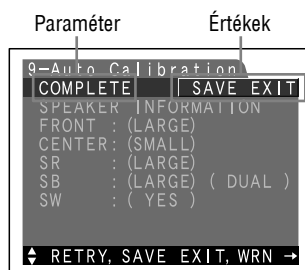 Paraméter Értékek
9–Auto Calibration
COMPLETE SAVE EXIT
SPEAKER INFORMATION
FRONT : (LARGE)
CENTER: (SMALL)
SR : (LARGE)
SB : (LARGE) ( DUAL )
SW : ( YES )
RETRY, SAVE EXIT, WRN →